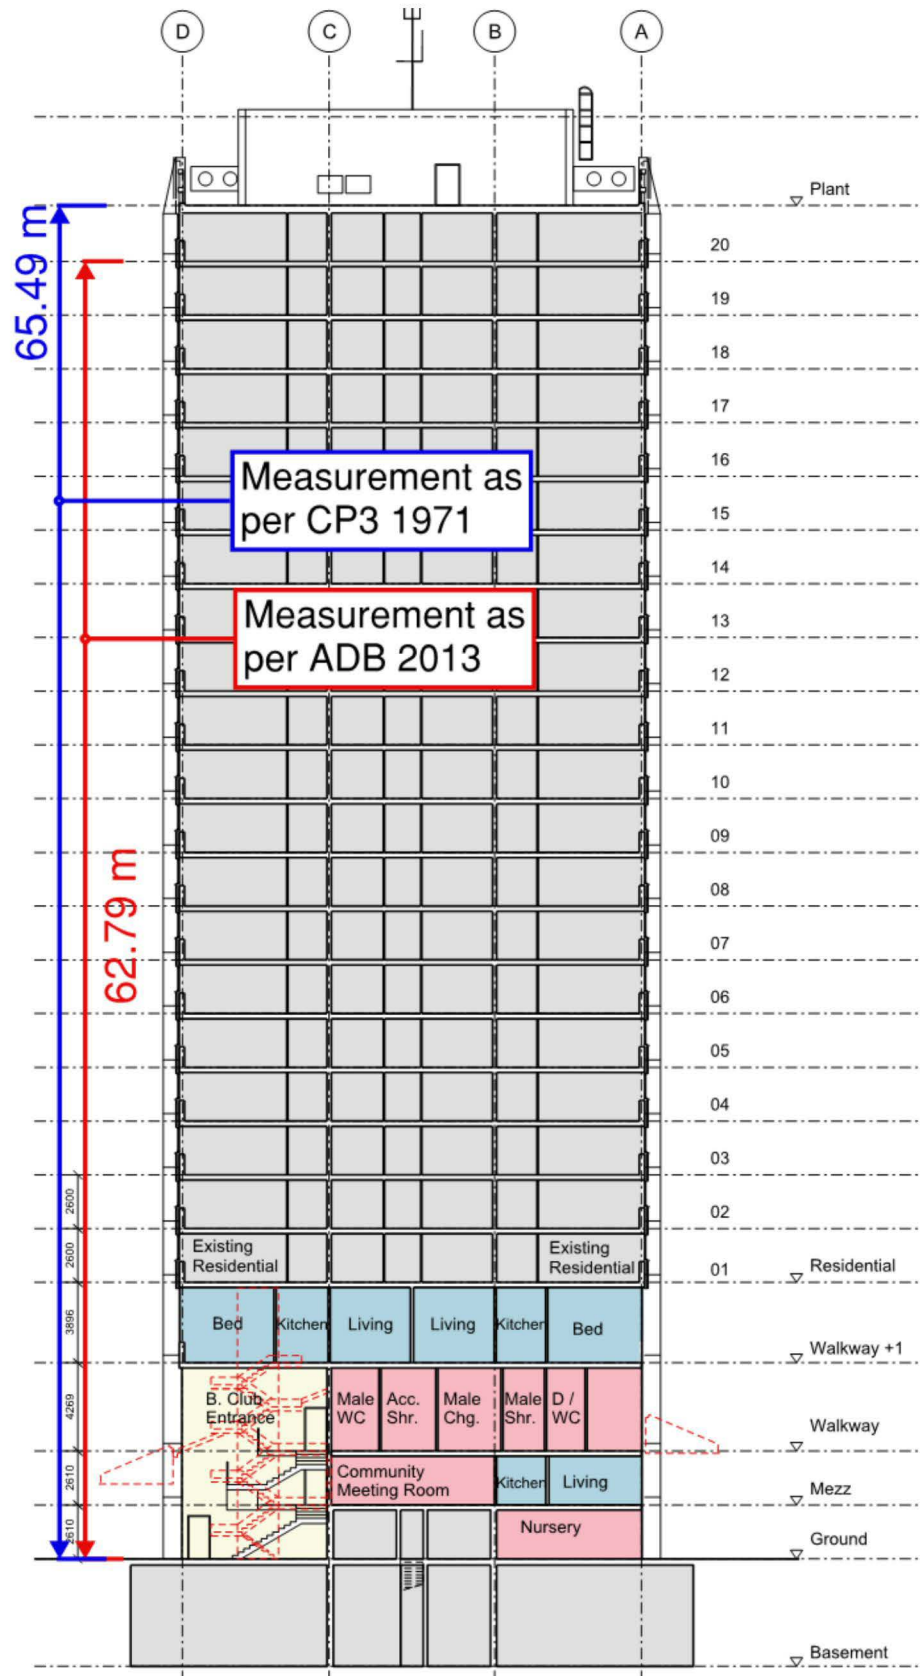 D
C
B
A
Plant
65.49 m
20
19
18
17
16
Measurement as
per CP3 1971
15
14
13
Measurement as
per ADB 2013
12
11
10
09
08
07
62.79 m
06
05
04
03
2600
02
2600
Existing
Residential
Existing
Residential
01
Residential
3896
Bed
Kitchen
Living
Living
Kitchen
Bed
Walkway +1
4269
B. Club
Entrance
Male
WC
Acc.
Shr.
Male
Chg.
Male
Shr.
D /
WC
Walkway
2610
Community
Meeting Room
Kitchen
Living
Mezz
2610
Nursery
Ground
Basement